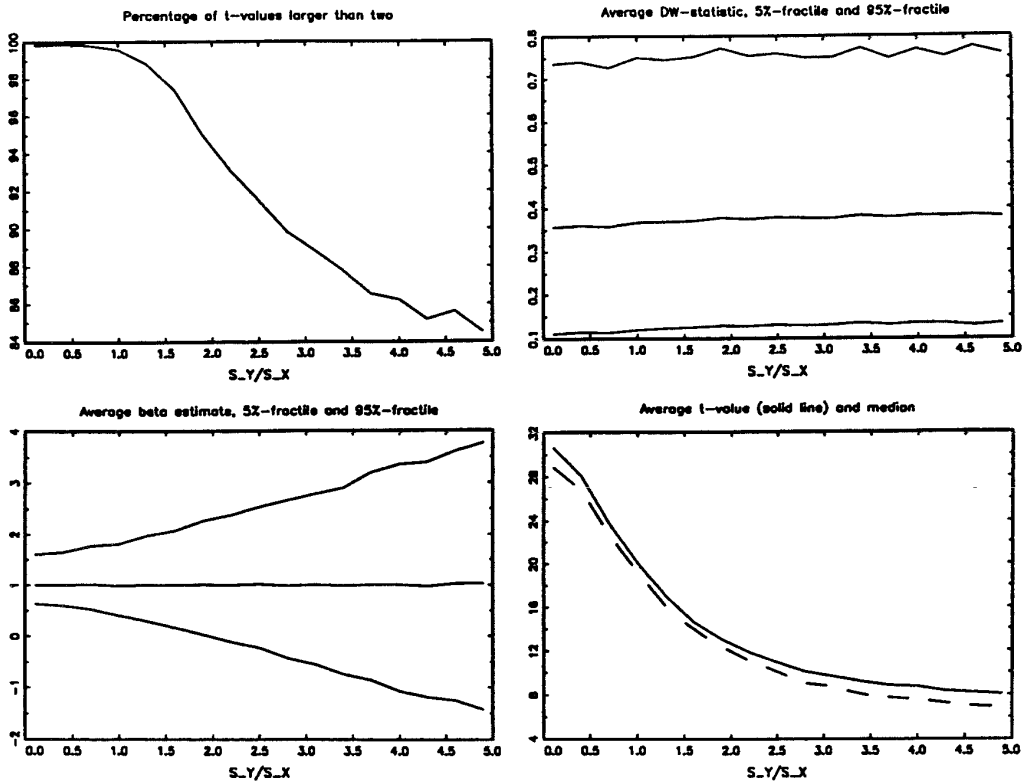 Percentage of t-values larger than two
100
98
96
94
92
90
88
86
84
0.0 0.5 1.0 1.5 2.0 2.5 3.0 3.5 4.0 4.5 5.0
S_Y/S_X
Average DW-statistic, 5%-fractile and 95%-fractile
0.8
0.7
0.6
0.5
0.4
0.3
0.2
0.1
0.0 0.5 1.0 1.5 2.0 2.5 3.0 3.5 4.0 4.5 5.0
S_Y/S_X
Average beta estimate, 5%-fractile and 95%-fractile
4
3
2
1
0
-1
-2
0.0 0.5 1.0 1.5 2.0 2.5 3.0 3.5 4.0 4.5 5.0
S_Y/S_X
Average t-value (solid line) and median
32
28
24
20
16
12
8
4
0.0 0.5 1.0 1.5 2.0 2.5 3.0 3.5 4.0 4.5 5.0
S_Y/S_X